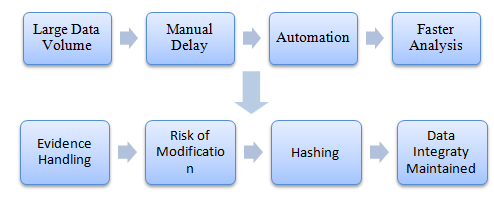 Large Data
Volume
Manual
Delay
Automation
Faster
Analysis
Evidence
Handling
Risk of
Modificatio
n
Hashing
Data
Integraty
Maintained